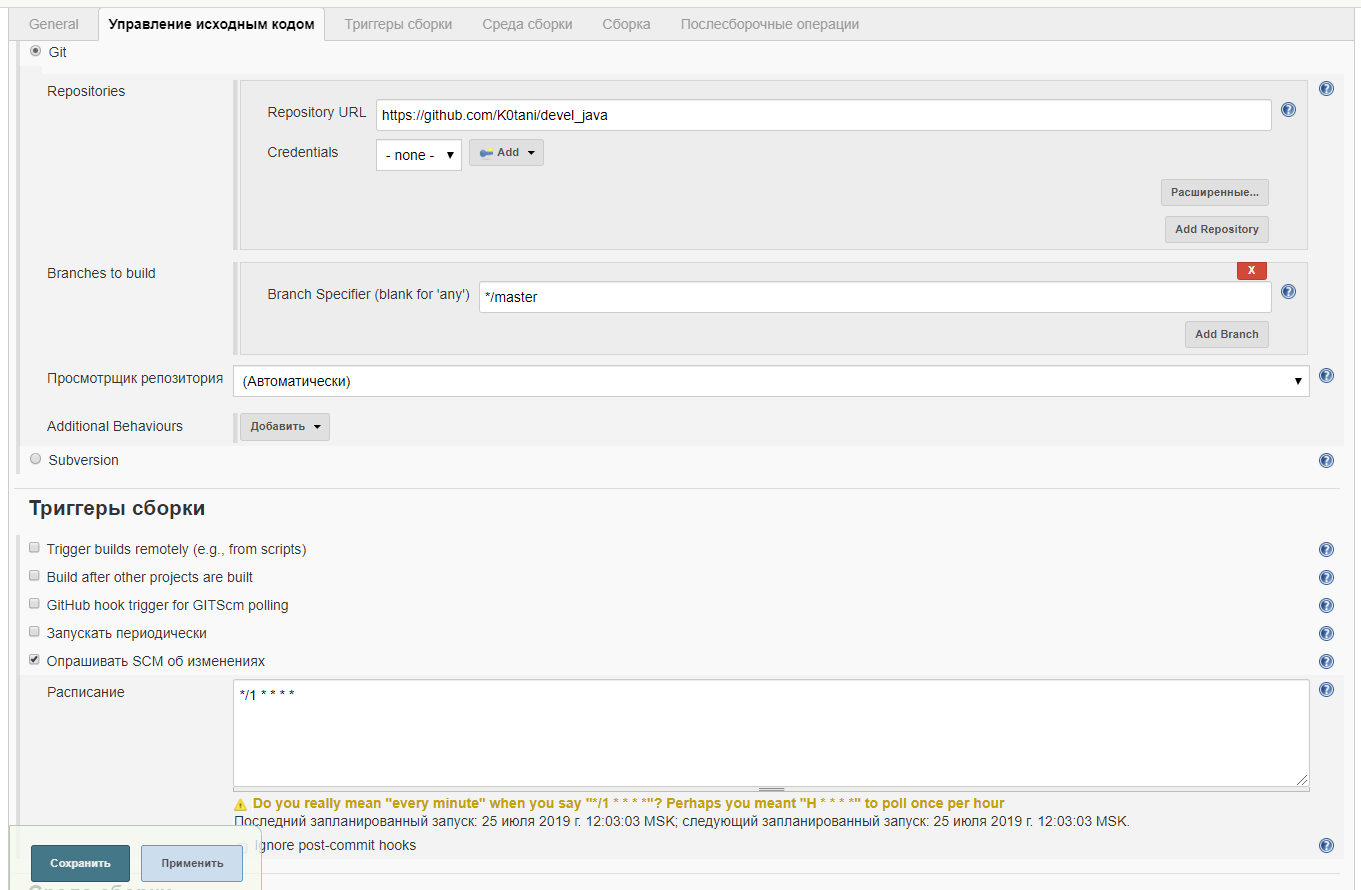 General Управление исходным кодом Триггеры сборки Среда сборки Сборка Послесборочные операции
Git
Repositories
Repository URL https://github.com/K0tani/devel_java
Credentials - none - Add
Расширенные...
Add Repository
Branches to build
X
Branch Specifier (blank for 'any') */master
Add Branch
Просмотрщик репозитория (Автоматически)
Additional Behaviours Добавить
Subversion
Триггеры сборки
Trigger builds remotely (e.g., from scripts)
Build after other projects are built
GitHub hook trigger for GITScm polling
Запускать периодически
Опрашивать SCM об изменениях
Расписание */1 * * * *
Do you really mean "every minute" when you say "*/1 * * * *"? Perhaps you meant "H * * * *" to poll once per hour
Последний запланированный запуск: 25 июля 2019 г. 12:03:03 MSK; следующий запланированный запуск: 25 июля 2019 г. 12:03:03 MSK.
Ignore post-commit hooks
Сохранить Применить